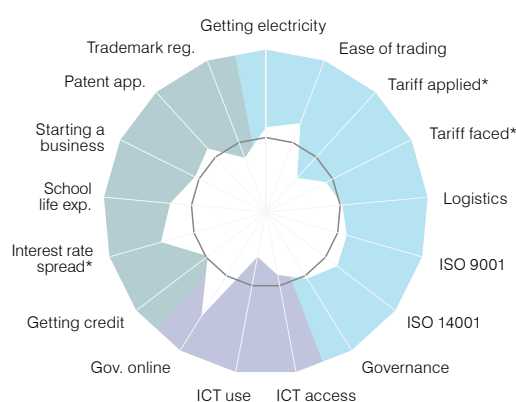 Getting electricity
Trademark reg.
Ease of trading
Patent app.
Tariff applied*
Starting a
business
Tariff faced*
School
life exp.
Logistics
Interest rate
spread*
ISO 9001
Getting credit
ISO 14001
Gov. online
Governance
ICT use
ICT access